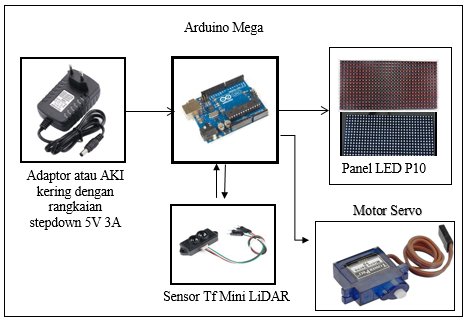 Arduino Mega
Adaptor atau AKI
kering dengan
rangkaian
stepdown 5V 3A
Panel LED P10
Motor Servo
Sensor Tf Mini LiDAR